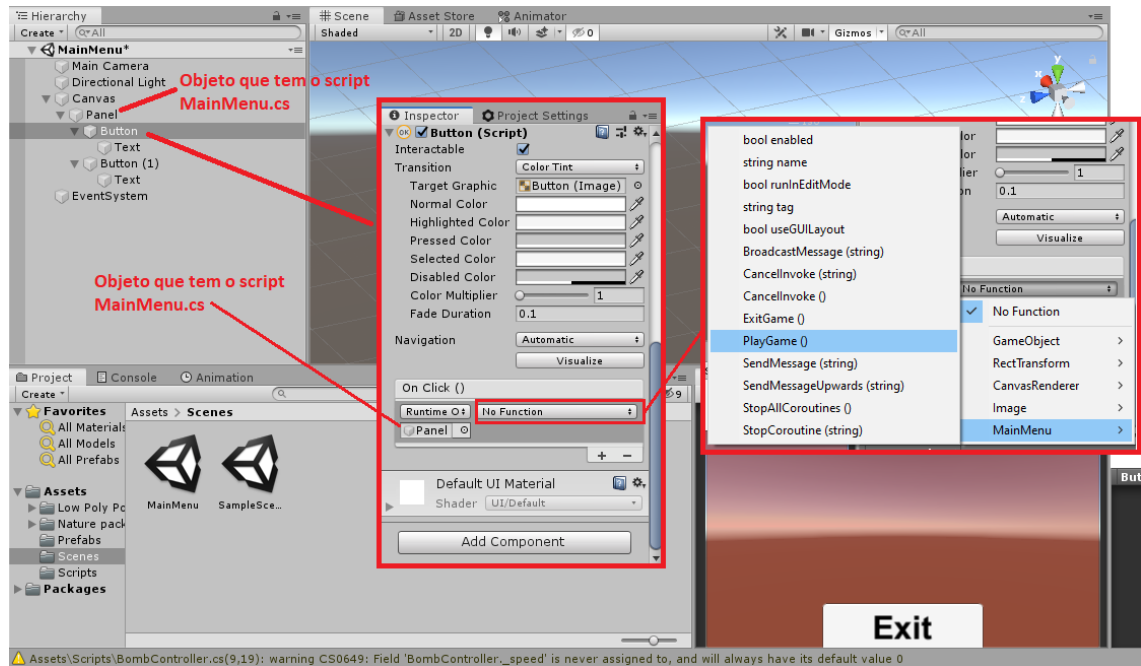 Hierarchy
Create
All
MainMenu*
Main Camera
Directional Light
Canvas
Panel
Button
Text
Button (1)
Text
EventSystem
Objeto que tem o script
MainMenu.cs
Objeto que tem o script
MainMenu.cs
Scene
Asset Store
Animator
Shaded
2D
0
Gizmos
All
y
Inspector
Project Settings
Button (Script)
Interactable
Transition
Color Tint
Target Graphic
Button (Image)
Normal Color
Highlighted Color
Pressed Color
Selected Color
Disabled Color
Color Multiplier
1
Fade Duration
0.1
Navigation
Automatic
Visualize
On Click ()
Runtime O
No Function
Panel
+ −
Default UI Material
Shader
UI/Default
Add Component
bool enabled
string name
bool runInEditMode
string tag
bool useGUILayout
BroadcastMessage (string)
CancelInvoke (string)
CancelInvoke ()
ExitGame ()
PlayGame ()
SendMessage (string)
SendMessageUpwards (string)
StopAllCoroutines ()
StopCoroutine (string)
lor
lor
lier
1
on
0.1
Automatic
Visualize
No Function
No Function
GameObject
RectTransform
CanvasRenderer
Image
MainMenu
Project
Console
Animation
Create
9
Favorites
All Materials
All Models
All Prefabs
Assets
Low Poly Pc
Nature pack
Prefabs
Scenes
Scripts
Packages
Assets > Scenes
MainMenu
SampleSce...
But
Exit
Assets\Scripts\BombController.cs(9,19): warning CS0649: Field 'BombController._speed' is never assigned to, and will always have its default value 0